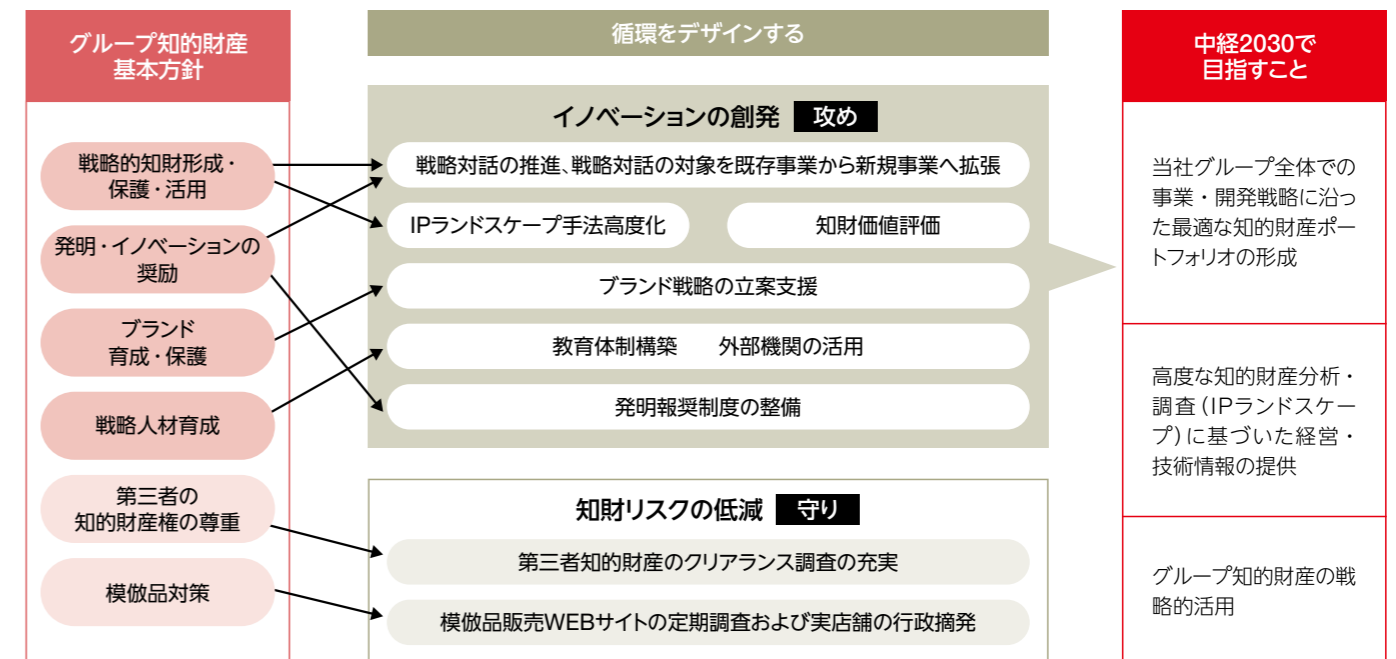 グループ知的財産
基本方針
戦略的知財形成・
保護・活用
発明・イノベーションの
奨励
ブランド
育成・保護
戦略人材育成
第三者の
知的財産権の尊重
模倣品対策
循環をデザインする
イノベーションの創発 攻め
戦略対話の推進、戦略対話の対象を既存事業から新規事業へ拡張
IPランドスケープ手法高度化 知財価値評価
ブランド戦略の立案支援
教育体制構築 外部機関の活用
発明報奨制度の整備
知財リスクの低減 守り
第三者知的財産のクリアランス調査の充実
模倣品販売WEBサイトの定期調査および実店舗の行政摘発
中経2030で
目指すこと
当社グループ全体での
事業・開発戦略に沿っ
た最適な知的財産ポー
トフォリオの形成
高度な知的財産分析・
調査（IPランドスケー
プ）に基づいた経営・
技術情報の提供
グループ知的財産の戦
略的活用